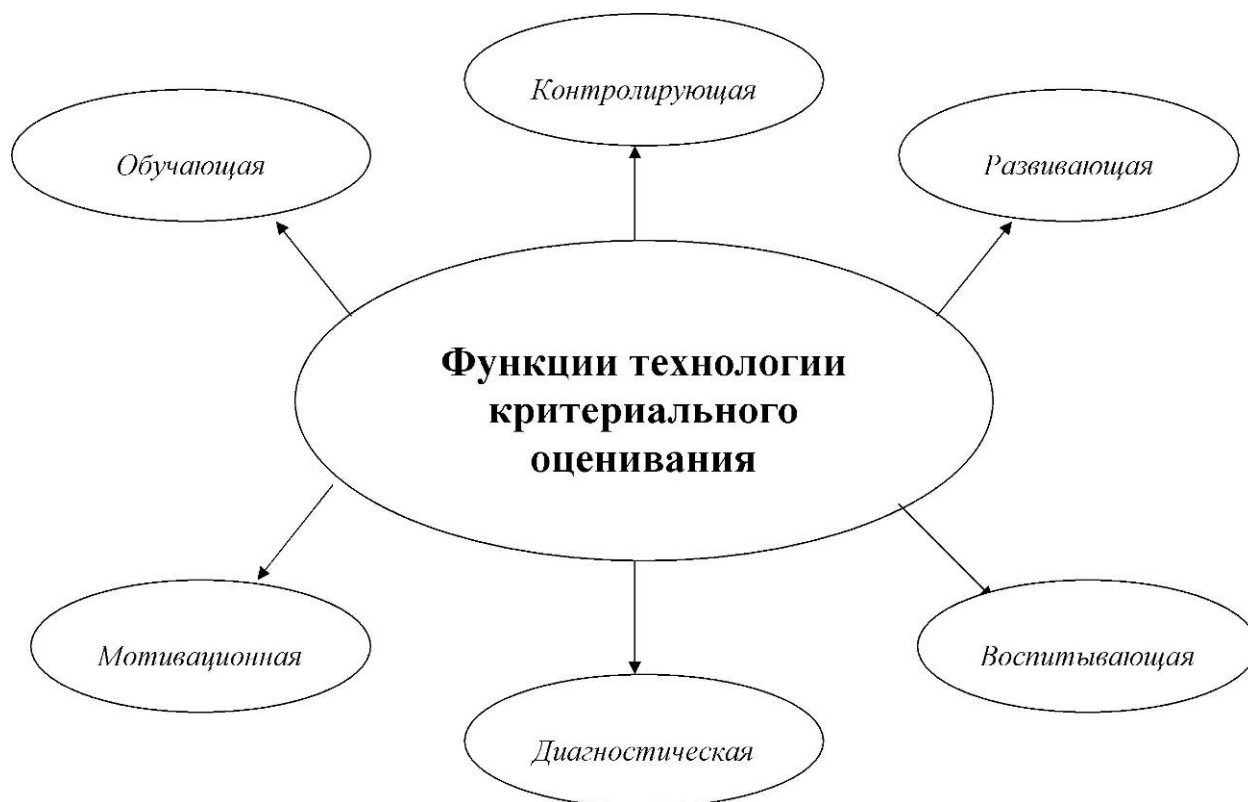 Контролирующая
Обучающая
Развивающая
Функции технологии
критериального
оценивания
Мотивационная
Воспитывающая
Диагностическая